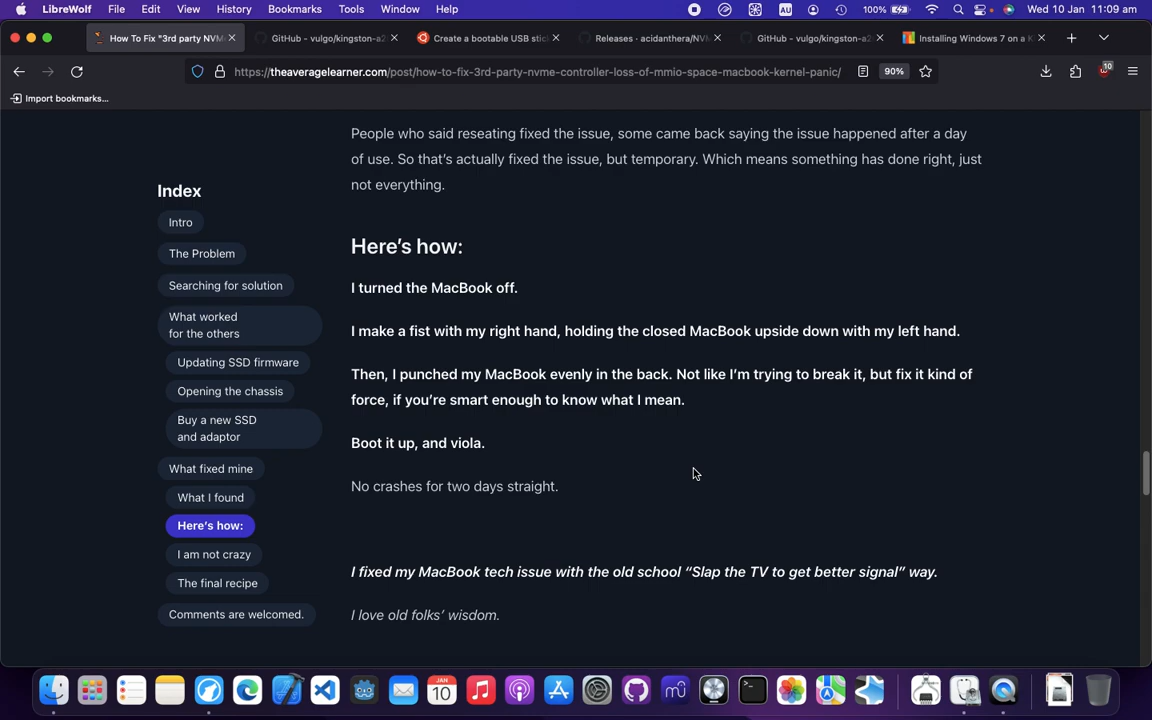 LibreWolf File Edit View History Bookmarks Tools Window Help AU 100% Wed 10 Jan 11:09 am
How To Fix "3rd party NVM GitHub - vulgo/kingston-a2 Create a bootable USB stic Releases · acidanthera/NVM GitHub - vulgo/kingston-a2 Installing Windows 7 on a K
https://theaveragelearner.com/post/how-to-fix-3rd-party-nvme-controller-loss-of-mmio-space-macbook-kernel-panic/ 90% 10
Import bookmarks...
People who said reseating fixed the issue, some came back saying the issue happened after a day
of use. So that's actually fixed the issue, but temporary. Which means something has done right, just
not everything.
Index
Intro
The Problem
Searching for solution
What worked
for the others
Updating SSD firmware
Opening the chassis
Buy a new SSD
and adaptor
What fixed mine
What I found
Here's how:
I am not crazy
The final recipe
Comments are welcomed.
Here's how:
I turned the MacBook off.
I make a fist with my right hand, holding the closed MacBook upside down with my left hand.
Then, I punched my MacBook evenly in the back. Not like I'm trying to break it, but fix it kind of
force, if you're smart enough to know what I mean.
Boot it up, and viola.
No crashes for two days straight.
I fixed my MacBook tech issue with the old school “Slap the TV to get better signal” way.
I love old folks' wisdom.
JAN
10